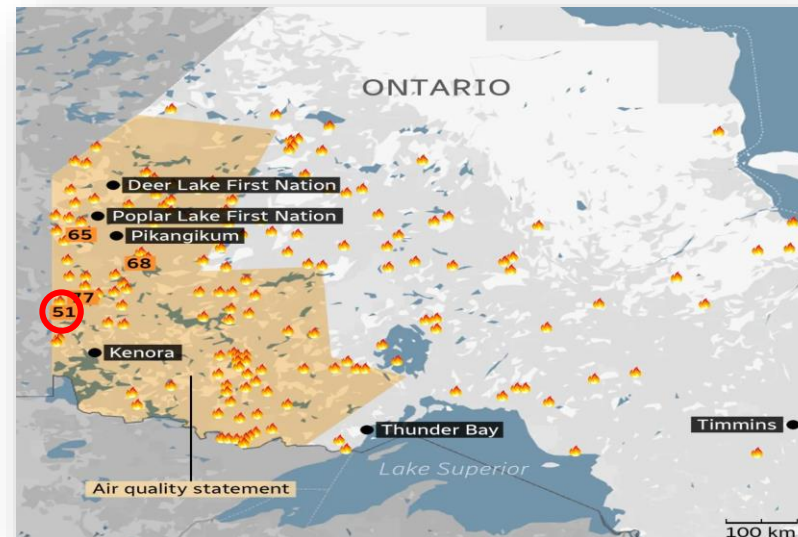 ONTARIO
Deer Lake First Nation
Poplar Lake First Nation
65
Pikangikum
68
77
51
Kenora
Thunder Bay
Timmins
Lake Superior
Air quality statement
100 km